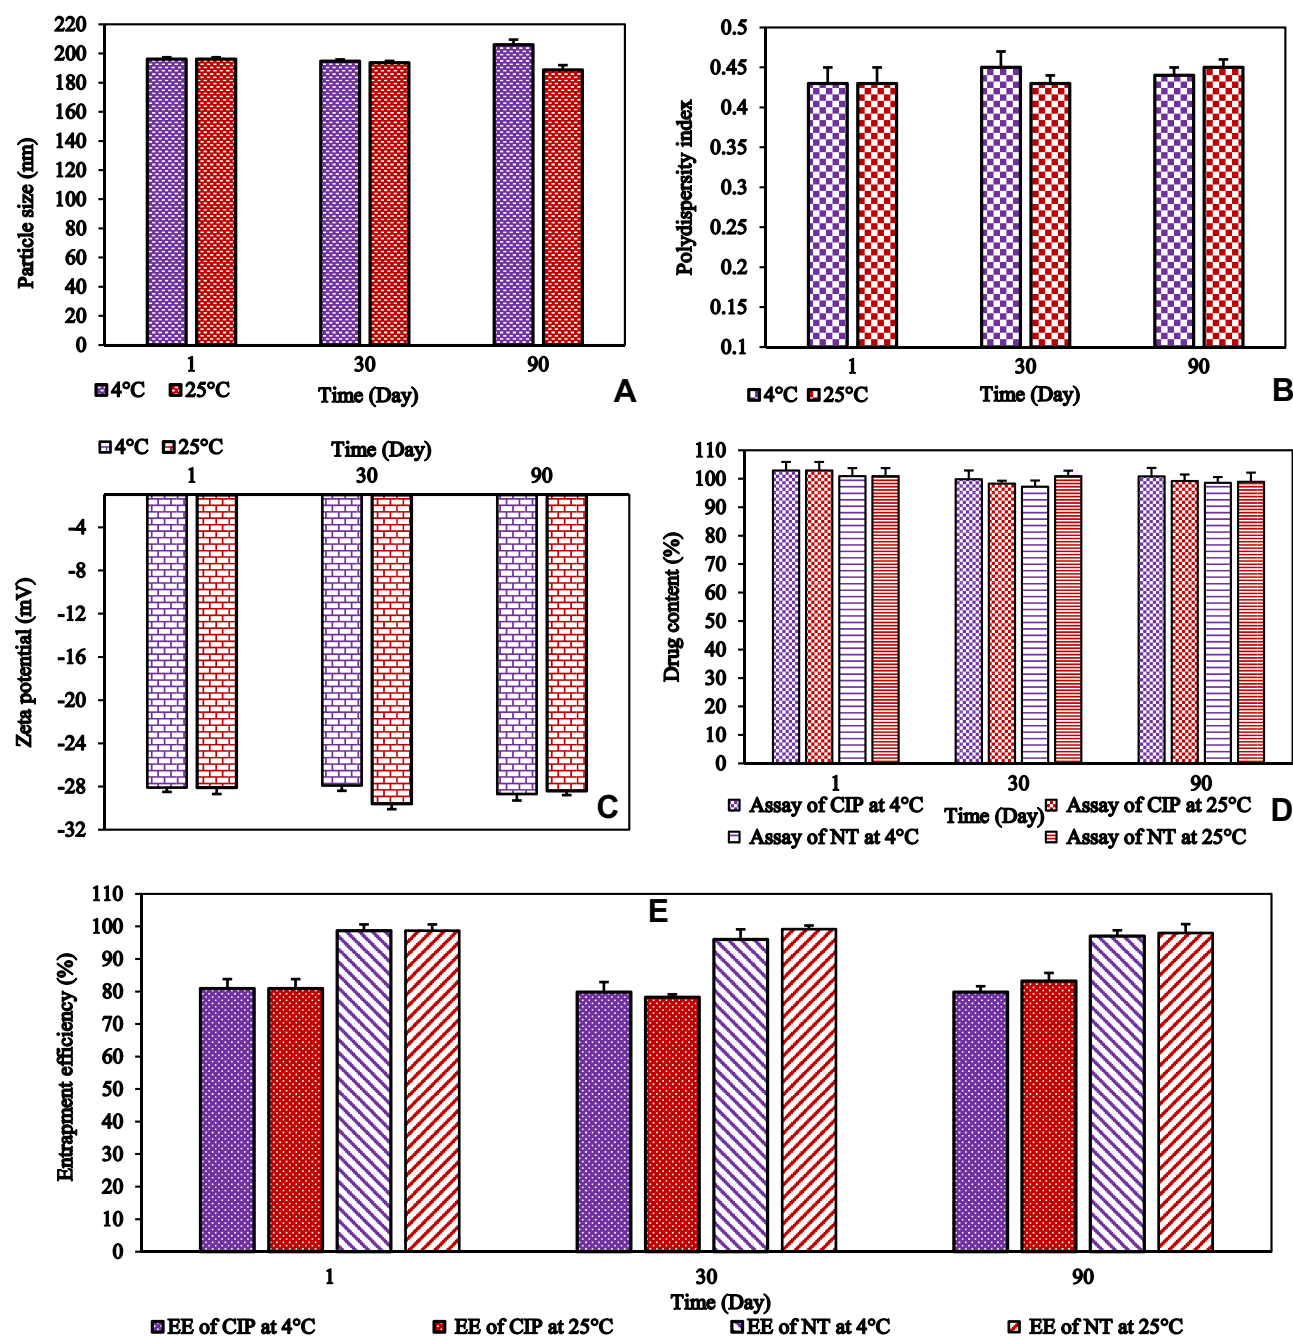 220
200
180
160
140
120
100
80
60
40
20
0
Particle size (nm)
1 30 90
4°C 25°C Time (Day) A
0.5
0.45
0.4
0.35
0.3
0.25
0.2
0.15
0.1
Polydispersity index
1 30 90
4°C 25°C Time (Day) B
4°C 25°C Time (Day)
1 30 90
-4
-8
-12
-16
-20
-24
-28
-32
Zeta potential (mV)
C
110
100
90
80
70
60
50
40
30
20
10
0
Drug content (%)
1 30 90
Assay of CIP at 4°C Assay of CIP at 25°C
Time (Day) D
Assay of NT at 4°C Assay of NT at 25°C
E
110
100
90
80
70
60
50
40
30
20
10
0
Entrapment efficiency (%)
1 30 90
Time (Day)
EE of CIP at 4°C EE of CIP at 25°C EE of NT at 4°C EE of NT at 25°C